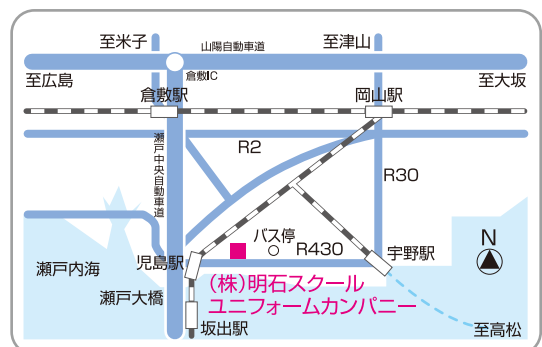 至米子
山陽自動車道
至津山
至広島
倉敷IC
至大坂
倉敷駅
岡山駅
瀬戸中央自動車道
R2
R30
バス停
N
瀬戸内海
児島駅
R430
宇野駅
瀬戸大橋
(株)明石スクール
ユニフォームカンパニー
坂出駅
至高松